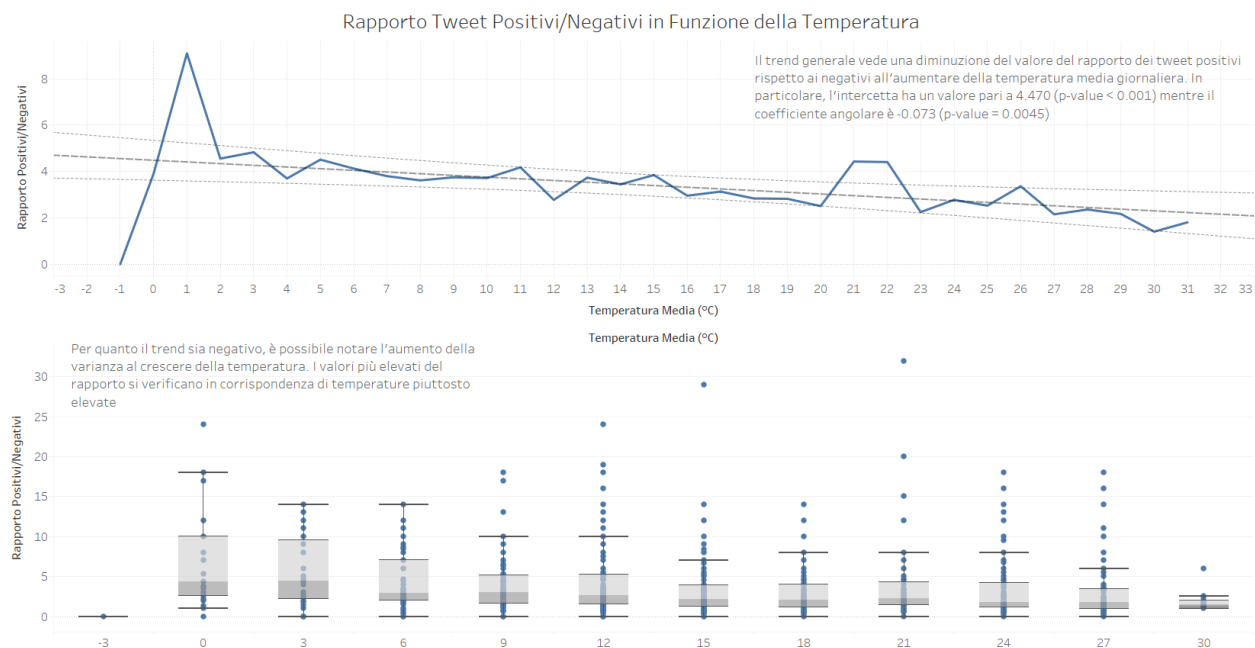 Rapporto Tweet Positivi/Negativi in Funzione della Temperatura
Il trend generale vede una diminuzione del valore del rapporto dei tweet positivi
rispetto ai negativi all'aumentare della temperatura media giornaliera. In
particolare, l'intercetta ha un valore pari a 4.470 (p-value < 0.001) mentre il
coefficiente angolare è -0.073 (p-value = 0.0045)
Rapporto Positivi/Negativi
8
6
4
2
0
-3 -2 -1 0 1 2 3 4 5 6 7 8 9 10 11 12 13 14 15 16 17 18 19 20 21 22 23 24 25 26 27 28 29 30 31 32 33
Temperatura Media (°C)
Temperatura Media (°C)
Per quanto il trend sia negativo, è possibile notare l'aumento della
varianza al crescere della temperatura. I valori più elevati del
rapporto si verificano in corrispondenza di temperature piuttosto
elevate
Rapporto Positivi/Negativi
30
25
20
15
10
5
0
-3 0 3 6 9 12 15 18 21 24 27 30